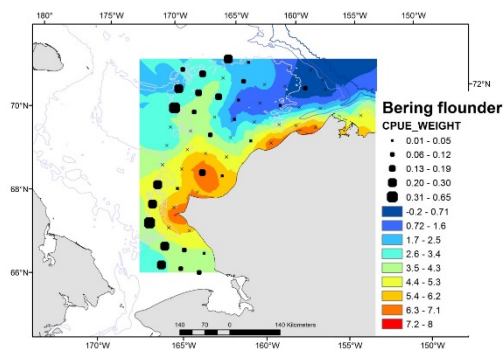 180° 170°W 165°W 160°W 155°W 150°W
72°N
70°N
68°N
66°N
Bering flounder
CPUE_WEIGHT
0.01 - 0.05
0.06 - 0.12
0.13 - 0.19
0.20 - 0.30
0.31 - 0.65
-0.2 - 0.71
0.72 - 1.6
1.7 - 2.5
2.6 - 3.4
3.5 - 4.3
4.4 - 5.3
5.4 - 6.2
6.3 - 7.1
7.2 - 8
140 70 0 140 Kilometers
170°W 165°W 160°W 155°W